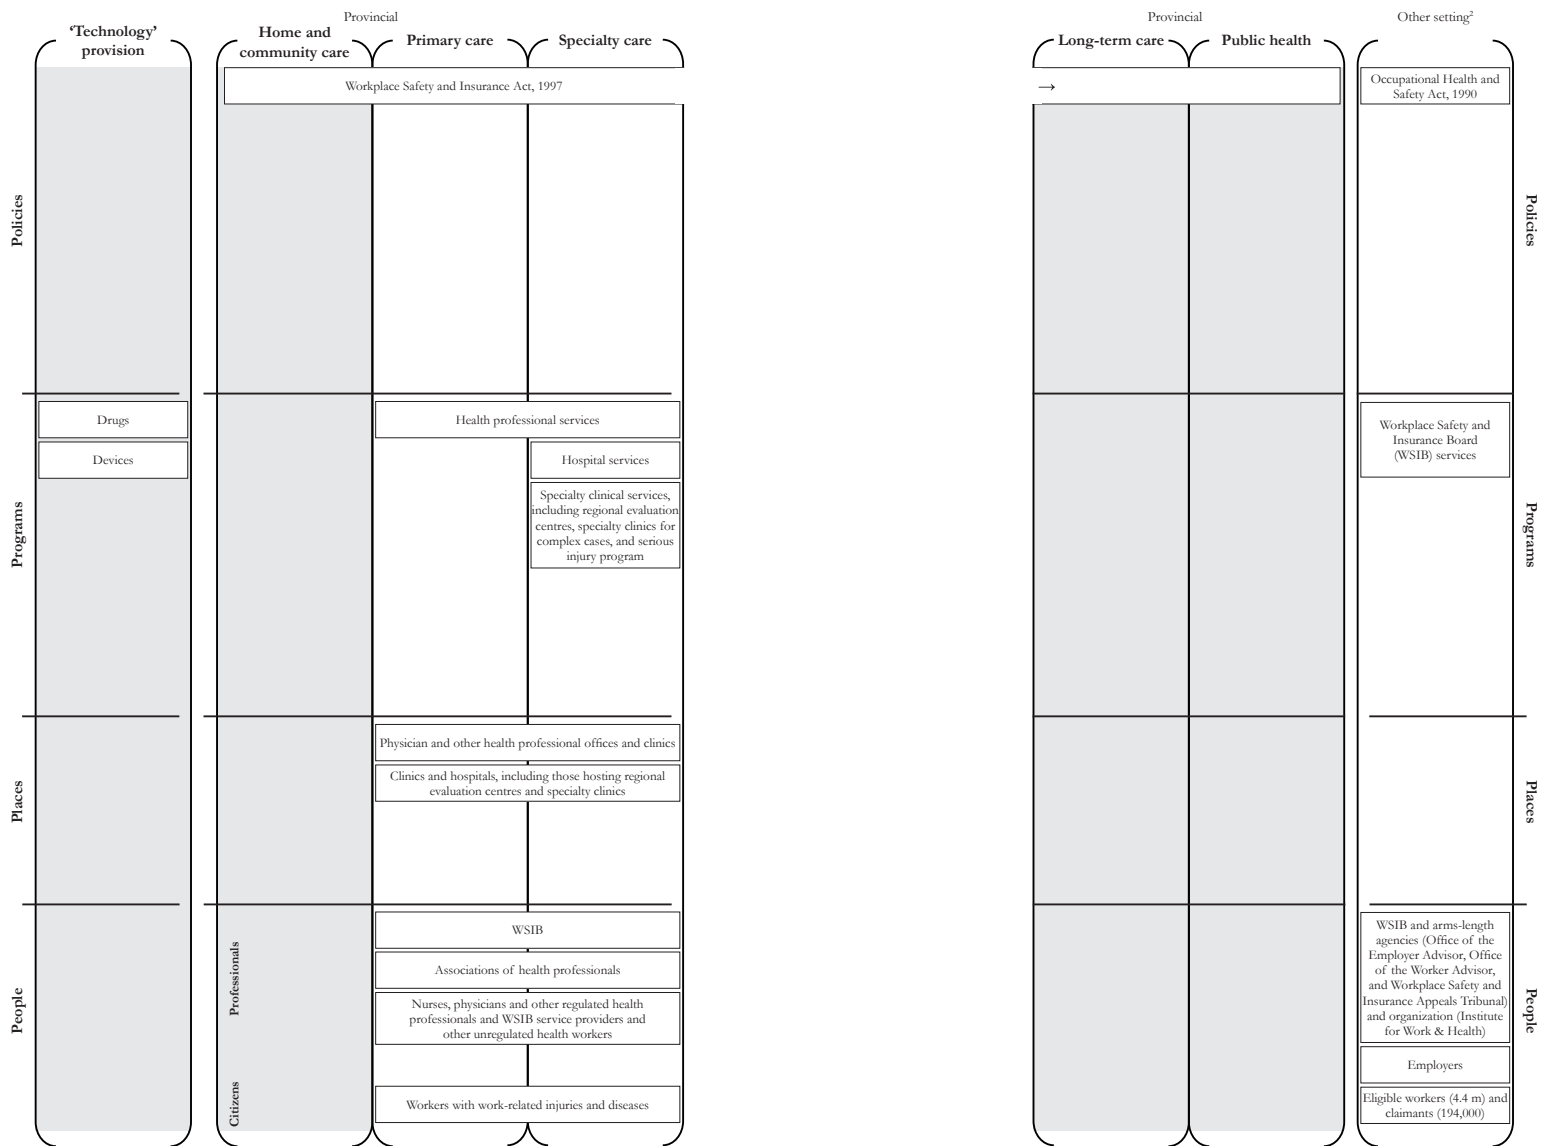 Provincial
Provincial
Other setting²
‘Technology’
provision
Home and
community care
Primary care
Specialty care
Long-term care
Public health
Workplace Safety and Insurance Act, 1997
→
Occupational Health and
Safety Act, 1990
Policies
Policies
Drugs
Devices
Health professional services
Hospital services
Specialty clinical services,
including regional evaluation
centres, specialty clinics for
complex cases, and serious
injury program
Workplace Safety and
Insurance Board
(WSIB) services
Programs
Programs
Physician and other health professional offices and clinics
Clinics and hospitals, including those hosting regional
evaluation centres and specialty clinics
Places
Places
People
Professionals
WSIB
Associations of health professionals
Nurses, physicians and other regulated health
professionals and WSIB service providers and
other unregulated health workers
Citizens
Workers with work-related injuries and diseases
WSIB and arms-length
agencies (Office of the
Employer Advisor, Office
of the Worker Advisor,
and Workplace Safety and
Insurance Appeals Tribunal)
and organization (Institute
for Work & Health)
Employers
Eligible workers (4.4 m) and
claimants (194,000)
People